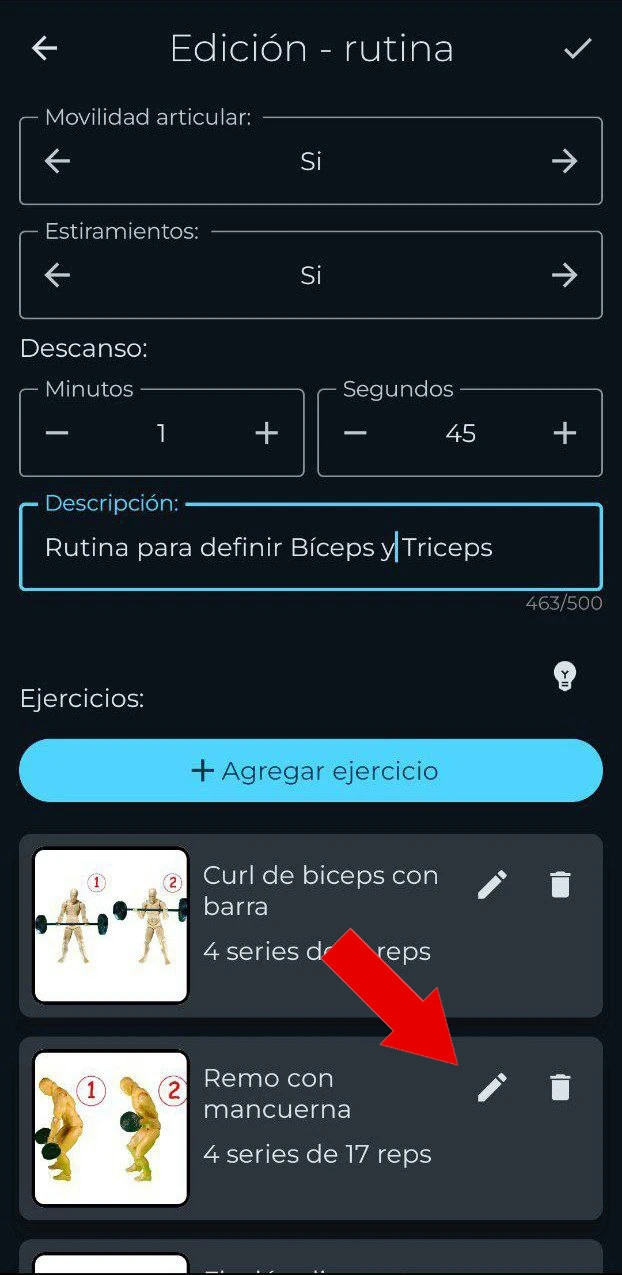 Edición - rutina
Movilidad articular:
Si
Estiramientos:
Si
Descanso:
Minutos
Segundos
1
45
Descripción:
Rutina para definir Bíceps y Triceps
463/500
Ejercicios:
Agregar ejercicio
1 2
Curl de biceps con
barra
4 series de reps
1 2
Remo con
mancuerna
4 series de 17 reps